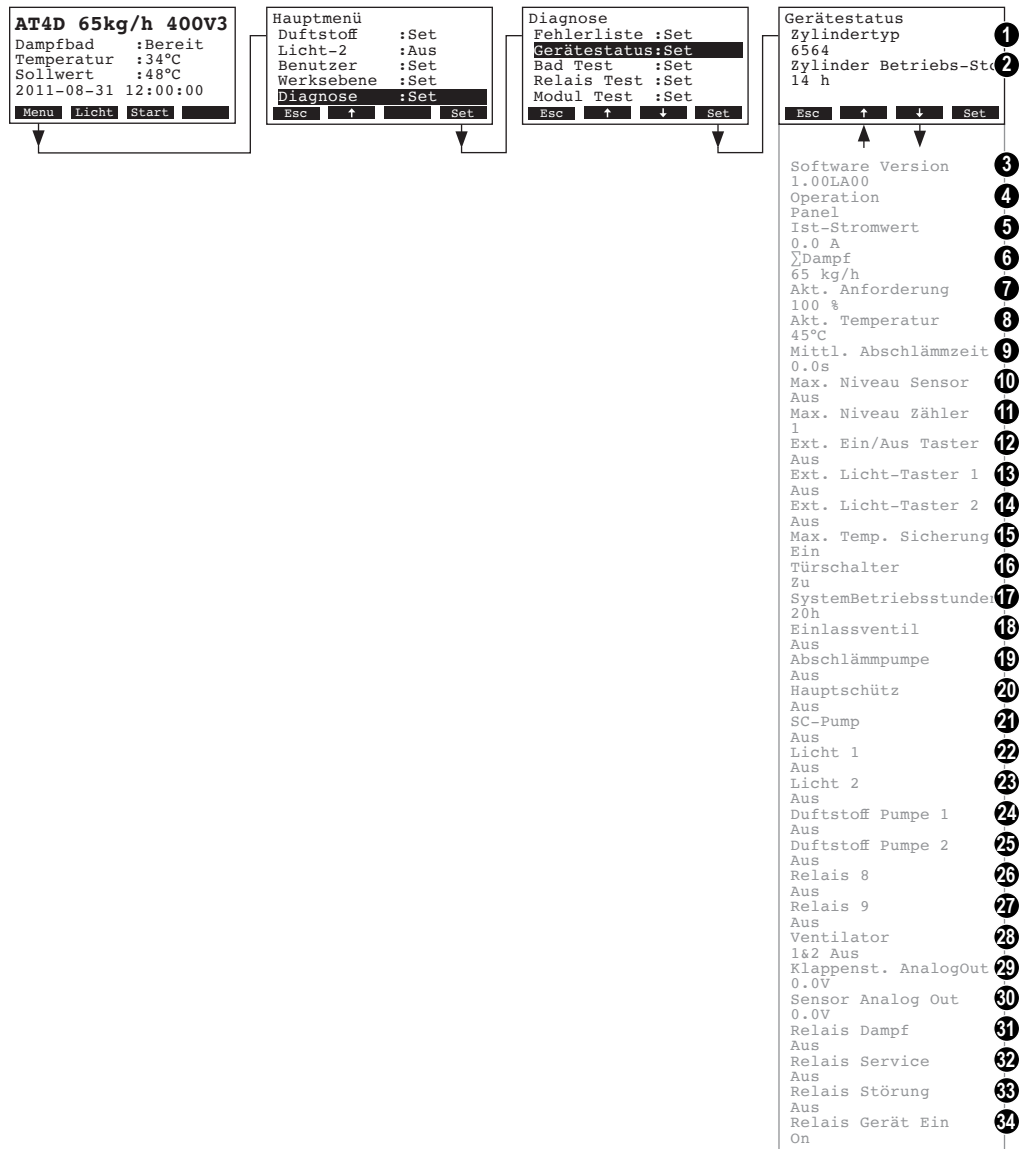 AT4D 65kg/h 400V3
Dampfbad :Bereit
Temperatur :34°C
Sollwert :48°C
2011-08-31 12:00:00
Menu Licht Start
Hauptmenü
Duftstoff :Set
Licht-2 :Aus
Benutzer :Set
Werksebene :Set
Diagnose :Set
Esc ↑ Set
Diagnose
Fehlerliste :Set
Gerätestatus:Set
Bad Test :Set
Relais Test :Set
Modul Test :Set
Esc ↑ ↓ Set
Gerätestatus
Zylindertyp 1
6564
Zylinder Betriebs-Std 2
14 h
Esc ↑ ↓ Set
Software Version 3
1.00LA00
Operation 4
Panel
Ist-Stromwert 5
0.0 A
∑Dampf 6
65 kg/h
Akt. Anforderung 7
100 %
Akt. Temperatur 8
45°C
Mittl. Abschlämmzeit 9
0.0s
Max. Niveau Sensor 10
Aus
Max. Niveau Zähler 11
1
Ext. Ein/Aus Taster 12
Aus
Ext. Licht-Taster 1 13
Aus
Ext. Licht-Taster 2 14
Aus
Max. Temp. Sicherung 15
Ein
Türschalter 16
Zu
SystemBetriebsstunden 17
20h
Einlassventil 18
Aus
Abschlämmpumpe 19
Aus
Hauptschütz 20
Aus
SC-Pump 21
Aus
Licht 1 22
Aus
Licht 2 23
Aus
Duftstoff Pumpe 1 24
Aus
Duftstoff Pumpe 2 25
Aus
Relais 8 26
Aus
Relais 9 27
Aus
Ventilator 28
1&2 Aus
Klappenst. AnalogOut 29
0.0V
Sensor Analog Out 30
0.0V
Relais Dampf 31
Aus
Relais Service 32
Aus
Relais Störung 33
Aus
Relais Gerät Ein 34
On